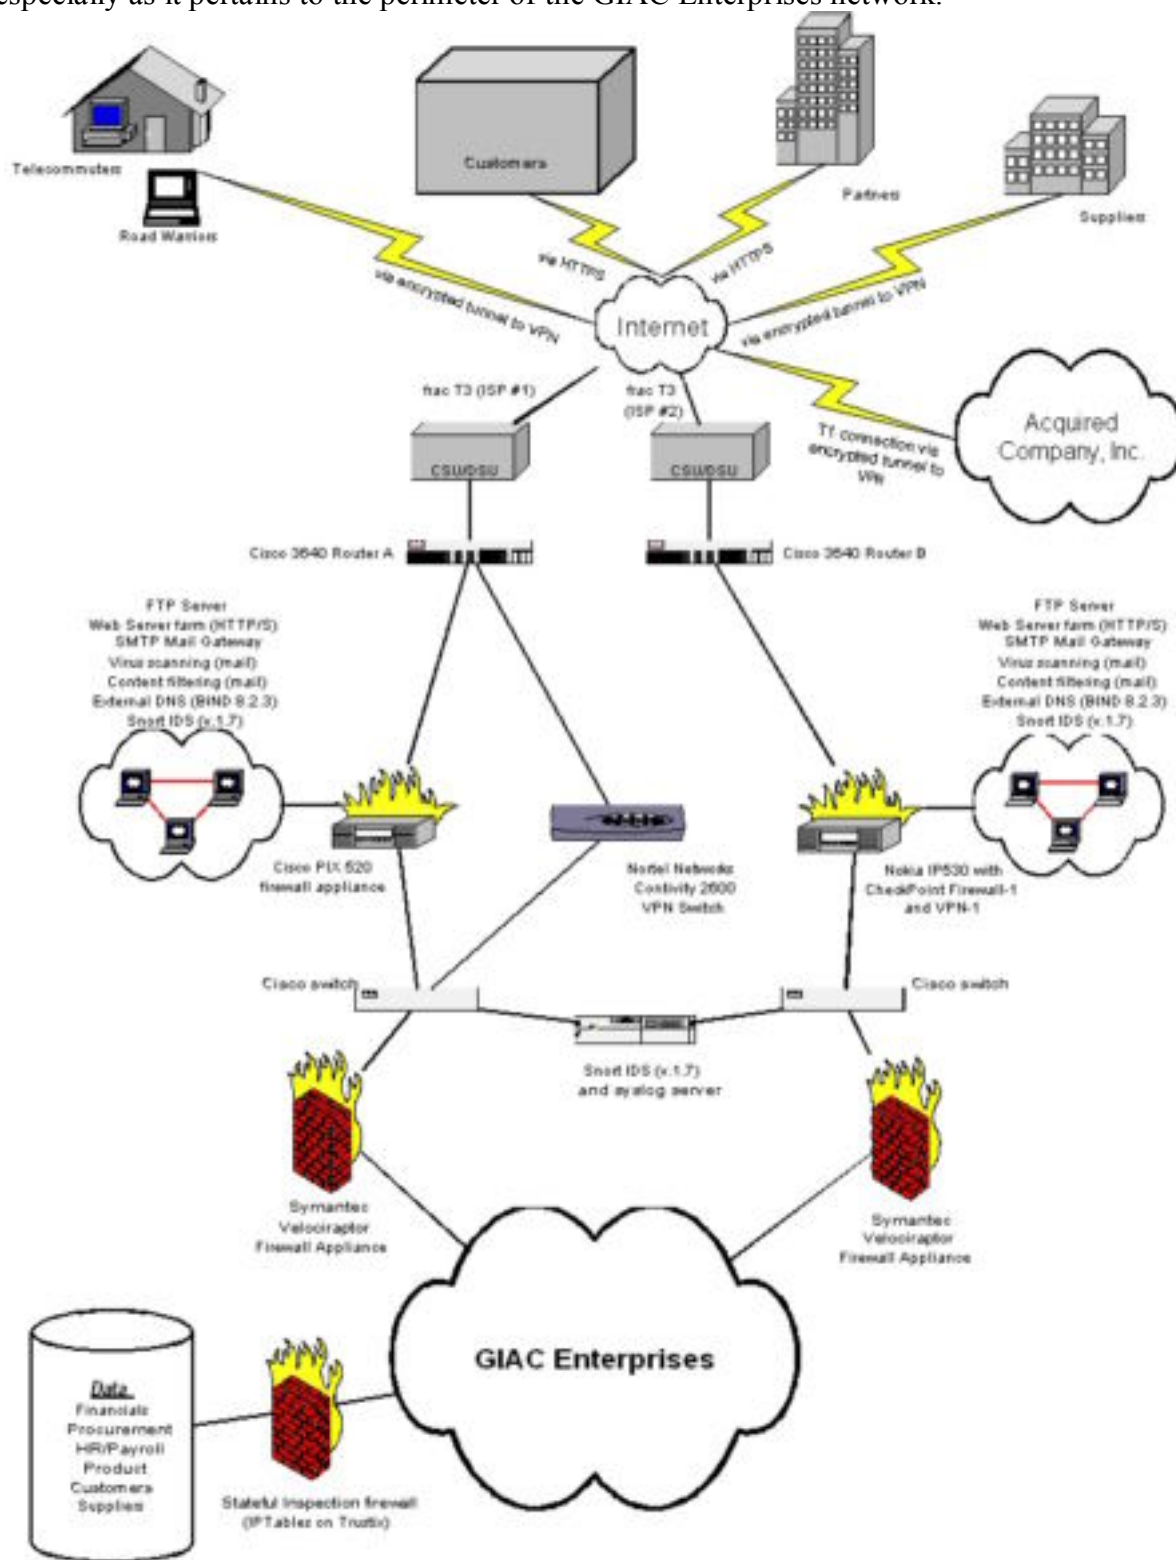 especially as it pertains to the perimeter of the GIAC Enterprises network.
Telecommuters
Road Warriors
Customers
Partners
Suppliers
via encrypted tunnel to VPN
via HTTPS
via HTTPS
via encrypted tunnel to VPN
Internet
frac T3 (ISP #1)
frac T3
(ISP #2)
T1 connection via
encrypted tunnel to
VPN
Acquired
Company, Inc.
CSU/DSU
CSU/DSU
Cisco 3640 Router A
Cisco 3640 Router B
FTP Server
Web Server farm (HTTP/S)
SMTP Mail Gateway
Virus scanning (mail)
Content filtering (mail)
External DNS (BIND 8.2.3)
Snort IDS (v.1.7)
FTP Server
Web Server farm (HTTP/S)
SMTP Mail Gateway
Virus scanning (mail)
Content filtering (mail)
External DNS (BIND 8.2.3)
Snort IDS (v.1.7)
Cisco PIX 520
firewall appliance
Nortel Networks
Contivity 2600
VPN Switch
Nokia IP530 with
CheckPoint Firewall-1
and VPN-1
Cisco switch
Cisco switch
Snort IDS (v.1.7)
and syslog server
Symantec
Velociraptor
Firewall Appliance
Symantec
Velociraptor
Firewall Appliance
GIAC Enterprises
Data
Financials
Procurement
HR/Payroll
Product
Customers
Suppliers
Stateful Inspection firewall
(IPTables on Trustix)